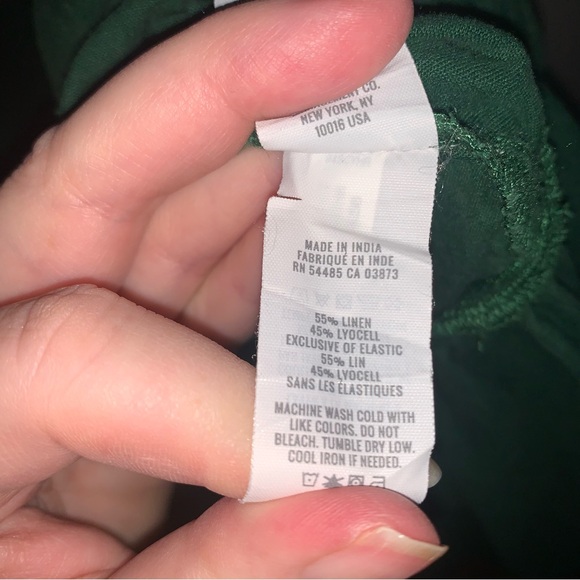 CO.
NEW YORK, NY
10016 USA
MADE IN INDIA
FABRIQUÉ EN INDE
RN 54485 CA 03873
55% LINEN
45% LYOCELL
EXCLUSIVE OF ELASTIC
55% LIN
45% LYOCELL
SANS LES ÉLASTIQUES
MACHINE WASH COLD WITH
LIKE COLORS. DO NOT
BLEACH. TUMBLE DRY LOW.
COOL IRON IF NEEDED.